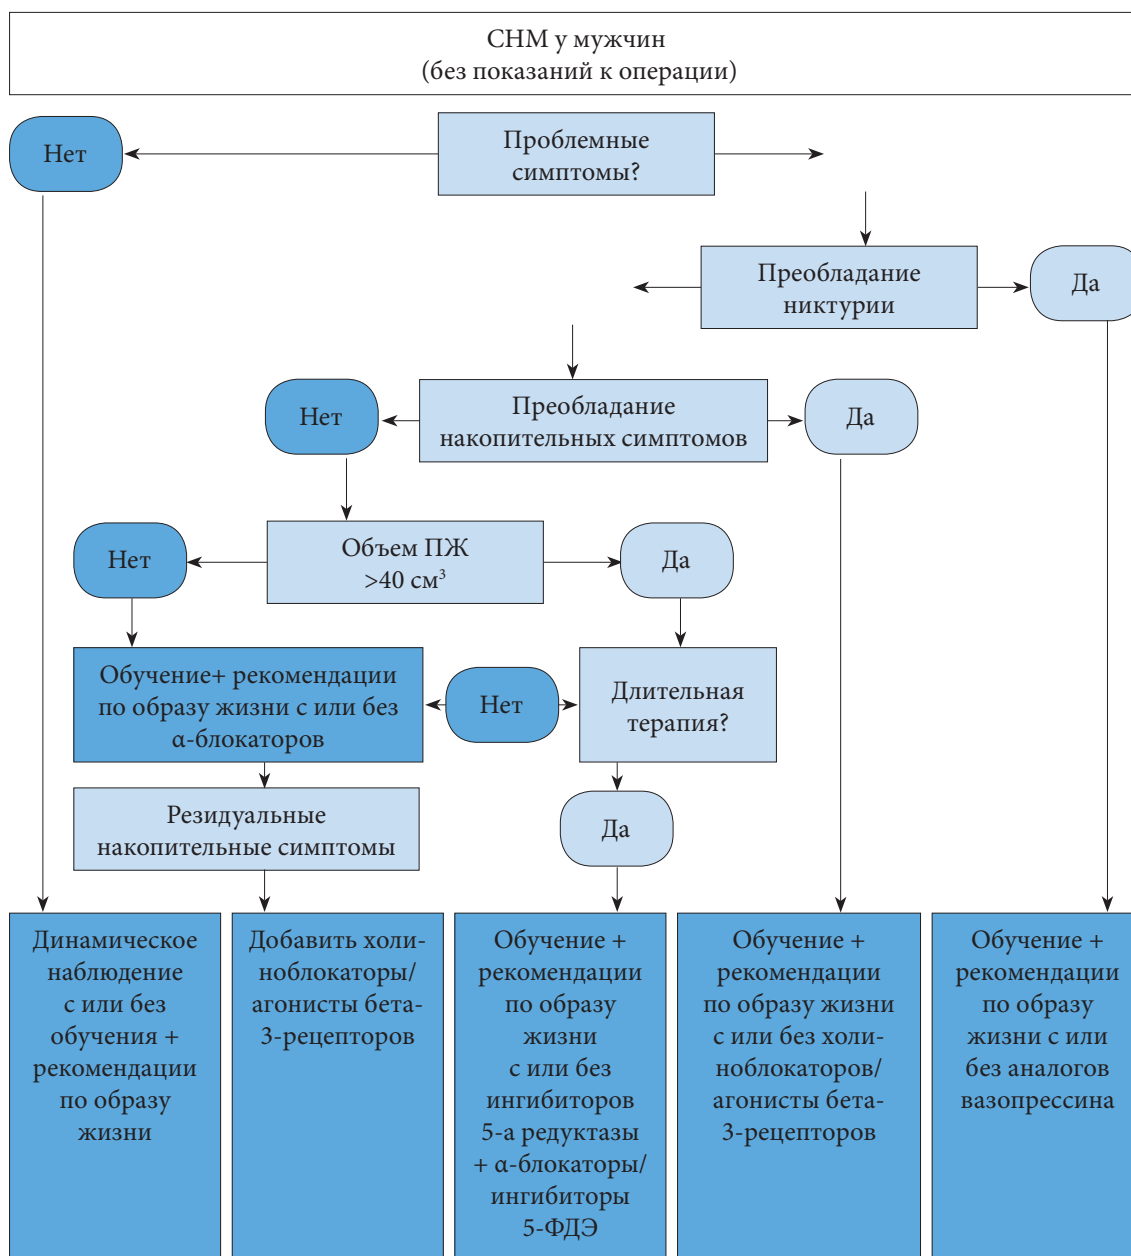 СНМ у мужчин
(без показаний к операции)
Нет
Проблемные
симптомы?
Преобладание
никтурии
Да
Нет
Преобладание
накопительных симптомов
Да
Нет
Объем ПЖ
>40 см³
Да
Обучение+ рекомендации
по образу жизни с или без
α-блокаторов
Нет
Длительная
терапия?
Резидуальные
накопительные симптомы
Да
Динамическое
наблюдение
с или без
обучения +
рекомендации
по образу
жизни
Добавить холи-
ноблокаторы/
агонисты бета-
3-рецепторов
Обучение +
рекомендации
по образу
жизни
с или без
ингибиторов
5-а редуктазы
+ α-блокаторы/
ингибиторы
5-ФДЭ
Обучение +
рекомендации
по образу жизни
с или без холи-
ноблокаторов/
агонисты бета-
3-рецепторов
Обучение +
рекомендации
по образу
жизни с или
без аналогов
вазопрессина